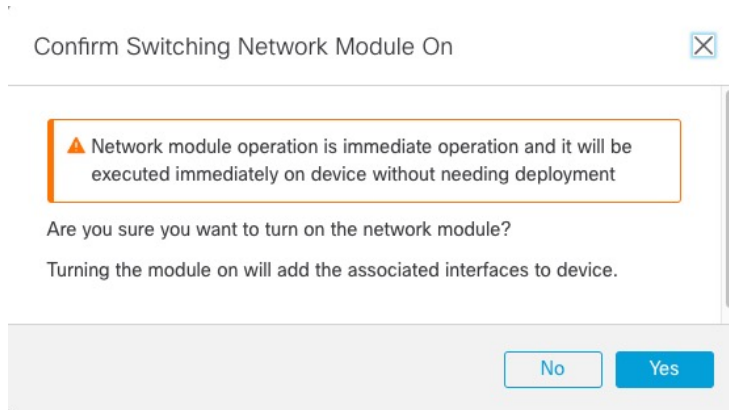 Confirm Switching Network Module On
Network module operation is immediate operation and it will be
executed immediately on device without needing deployment
Are you sure you want to turn on the network module?
Turning the module on will add the associated interfaces to device.
No
Yes